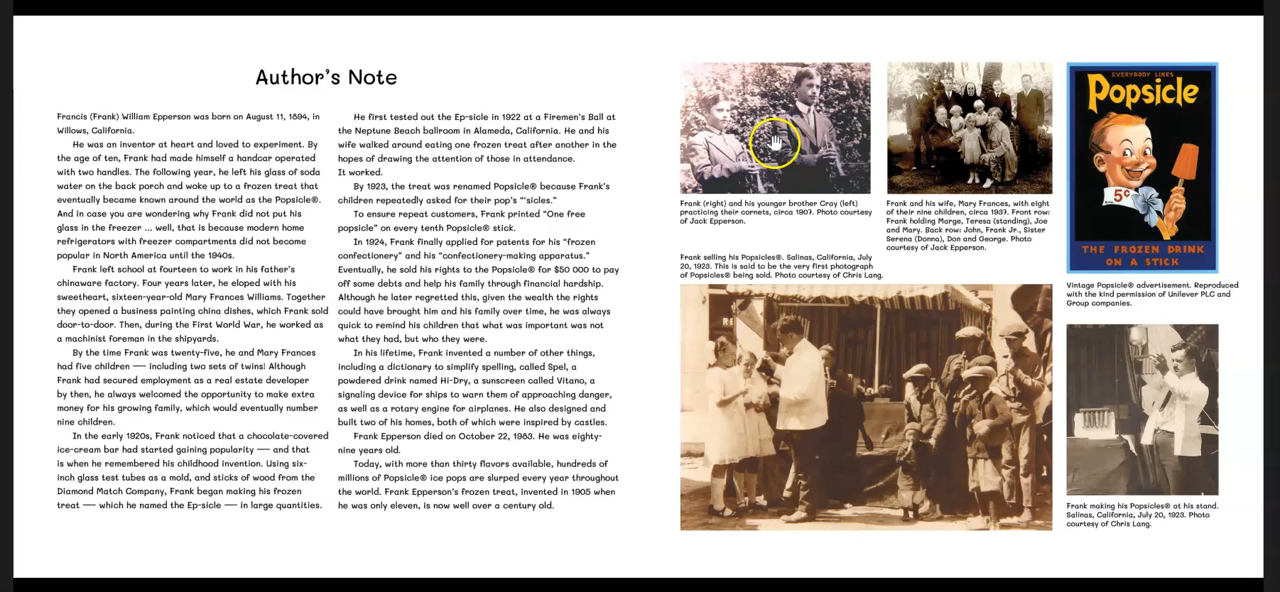 Author's Note
Francis (Frank) William Epperson was born on August 11, 1894, in
Willows, California.
He was an inventor at heart and loved to experiment. By
the age of ten, Frank had made himself a handcar operated
with two handles. The following year, he left his glass of soda
water on the back porch and woke up to a frozen treat that
eventually became known around the world as the Popsicle®.
And in case you are wondering why Frank did not put his
glass in the freezer ... well, that is because modern home
refrigerators with freezer compartments did not become
popular in North America until the 1940s.
Frank left school at fourteen to work in his father's
chinaware factory. Four years later, he eloped with his
sweetheart, sixteen-year-old Mary Frances Williams. Together
they opened a business painting china dishes, which Frank sold
door-to-door. Then, during the First World War, he worked as
a machinist foreman in the shipyards.
By the time Frank was twenty-five, he and Mary Frances
had five children — including two sets of twins! Although
Frank had secured employment as a real estate developer
by then, he always welcomed the opportunity to make extra
money for his growing family, which would eventually number
nine children.
In the early 1920s, Frank noticed that a chocolate-covered
ice-cream bar had started gaining popularity — and that
is when he remembered his childhood invention. Using six-
inch glass test tubes as a mold, and sticks of wood from the
Diamond Match Company, Frank began making his frozen
treat — which he named the Ep-sicle — in large quantities.
He first tested out the Ep-sicle in 1922 at a Firemen's Ball at
the Neptune Beach ballroom in Alameda, California. He and his
wife walked around eating one frozen treat after another in the
hopes of drawing the attention of those in attendance.
It worked.
By 1923, the treat was renamed Popsicle® because Frank's
children repeatedly asked for their pop's "'sicles."
To ensure repeat customers, Frank printed "One free
popsicle" on every tenth Popsicle® stick.
In 1924, Frank finally applied for patents for his "frozen
confectionery" and his "confectionery-making apparatus."
Eventually, he sold his rights to the Popsicle® for $50 000 to pay
off some debts and help his family through financial hardship.
Although he later regretted this, given the wealth the rights
could have brought him and his family over time, he was always
quick to remind his children that what was important was not
what they had, but who they were.
In his lifetime, Frank invented a number of other things,
including a dictionary to simplify spelling, called Spel, a
powdered drink named Hi-Dry, a sunscreen called Vitano, a
signaling device for ships to warn them of approaching danger,
as well as a rotary engine for airplanes. He also designed and
built two of his homes, both of which were inspired by castles.
Frank Epperson died on October 22, 1983. He was eighty-
nine years old.
Today, with more than thirty flavors available, hundreds of
millions of Popsicle® ice pops are slurped every year throughout
the world. Frank Epperson's frozen treat, invented in 1905 when
he was only eleven, is now well over a century old.
Frank (right) and his younger brother Cray (left)
practicing their cornets, circa 1907. Photo courtesy
of Jack Epperson.
Frank and his wife, Mary Frances, with eight
of their nine children, circa 1937. Front row:
Frank holding Marge, Teresa (standing), Joe
and Mary. Back row: John, Frank Jr., Sister
Serena (Donna), Don and George. Photo
courtesy of Jack Epperson.
Frank selling his Popsicles®. Salinas, California, July
20, 1923. This is said to be the very first photograph
of Popsicles® being sold. Photo courtesy of Chris Lang.
EVERYBODY LIKES
Popsicle
5¢
THE FROZEN DRINK
ON A STICK
Vintage Popsicle® advertisement. Reproduced
with the kind permission of Unilever PLC and
Group companies.
Frank making his Popsicles® at his stand.
Salinas, California, July 20, 1923. Photo
courtesy of Chris Lang.